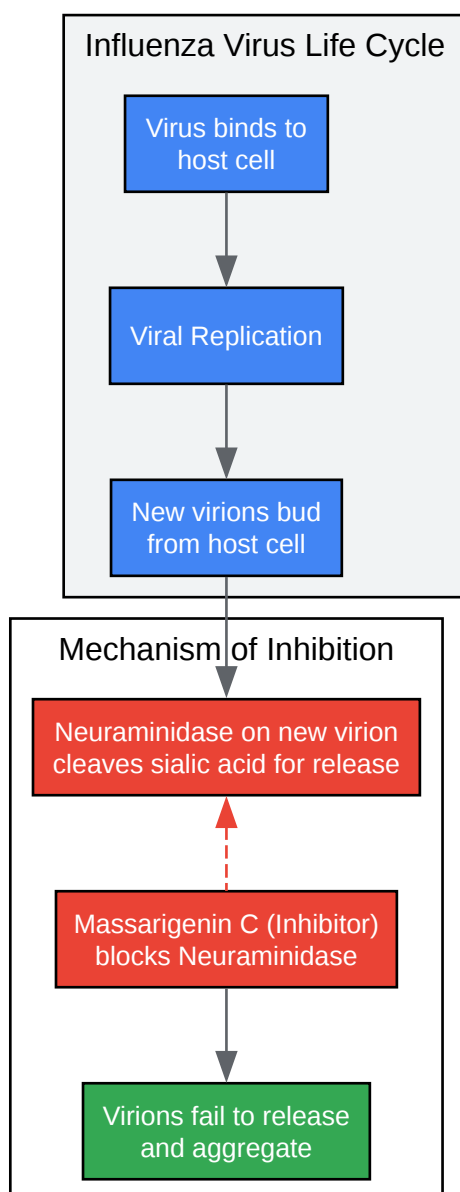 Influenza Virus Life Cycle
Virus binds to
host cell
Viral Replication
New virions bud
from host cell
Mechanism of Inhibition
Neuraminidase on new virion
cleaves sialic acid for release
Massarigenin C (Inhibitor)
blocks Neuraminidase
Virions fail to release
and aggregate